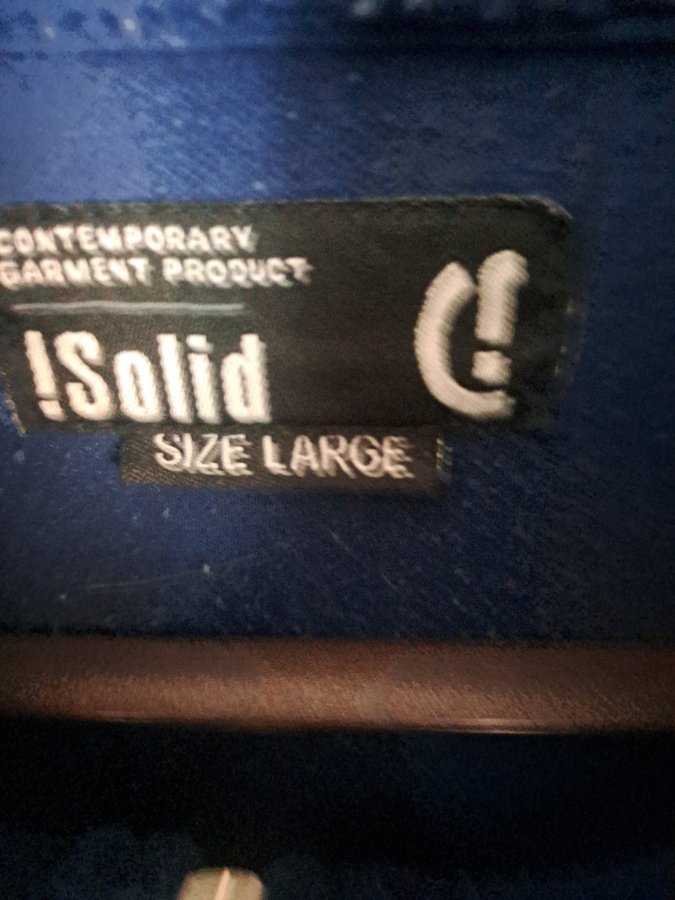 CONTEMPORARY
GARMENT PRODUCT
!Solid
SIZE LARGE